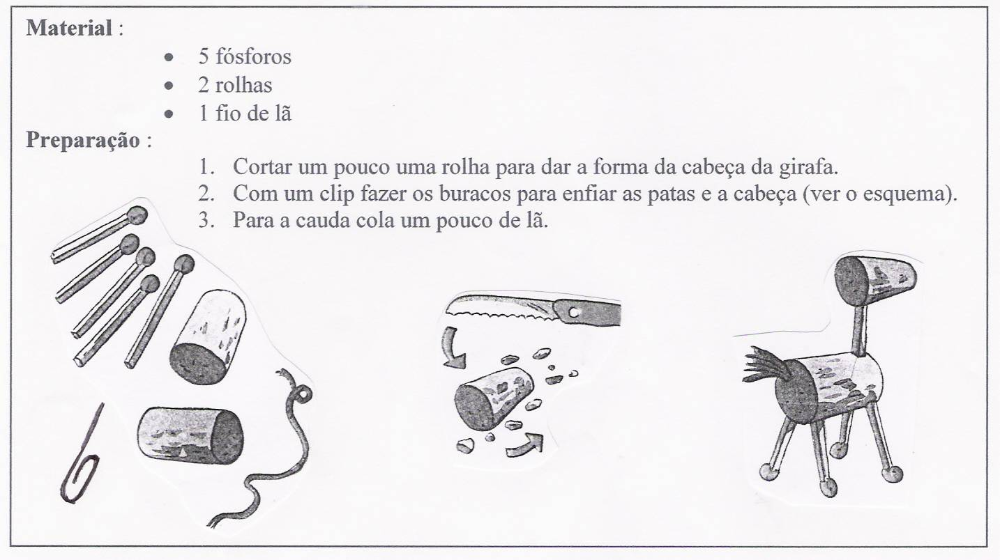 Material :
• 5 fósforos
• 2 rolhas
• 1 fio de lã
Preparação :
1. Cortar um pouco uma rolha para dar a forma da cabeça da girafa.
2. Com um clip fazer os buracos para enfiar as patas e a cabeça (ver o esquema).
3. Para a cauda cola um pouco de lã.